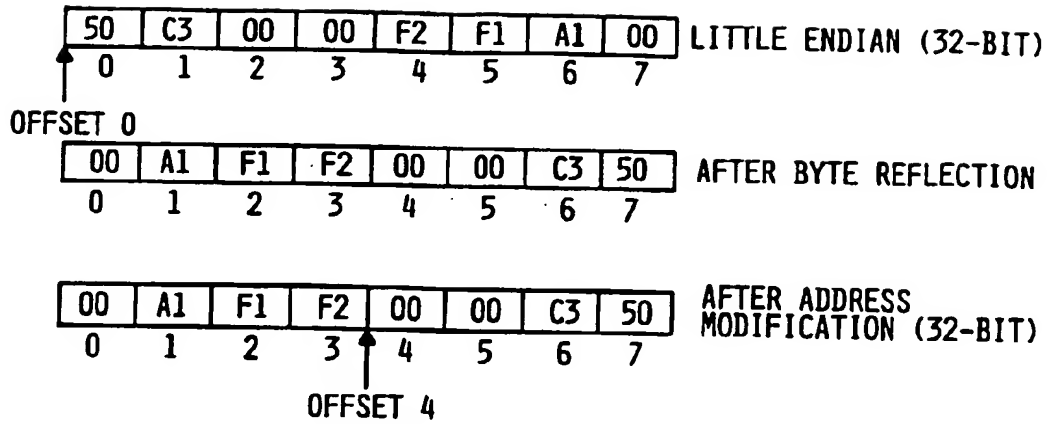 50 C3 00 00 F2 F1 A1 00 LITTLE ENDIAN (32-BIT)
0 1 2 3 4 5 6 7
OFFSET 0
00 A1 F1 F2 00 00 C3 50 AFTER BYTE REFLECTION
0 1 2 3 4 5 6 7
00 A1 F1 F2 00 00 C3 50 AFTER ADDRESS
MODIFICATION (32-BIT)
0 1 2 3 4 5 6 7
OFFSET 4